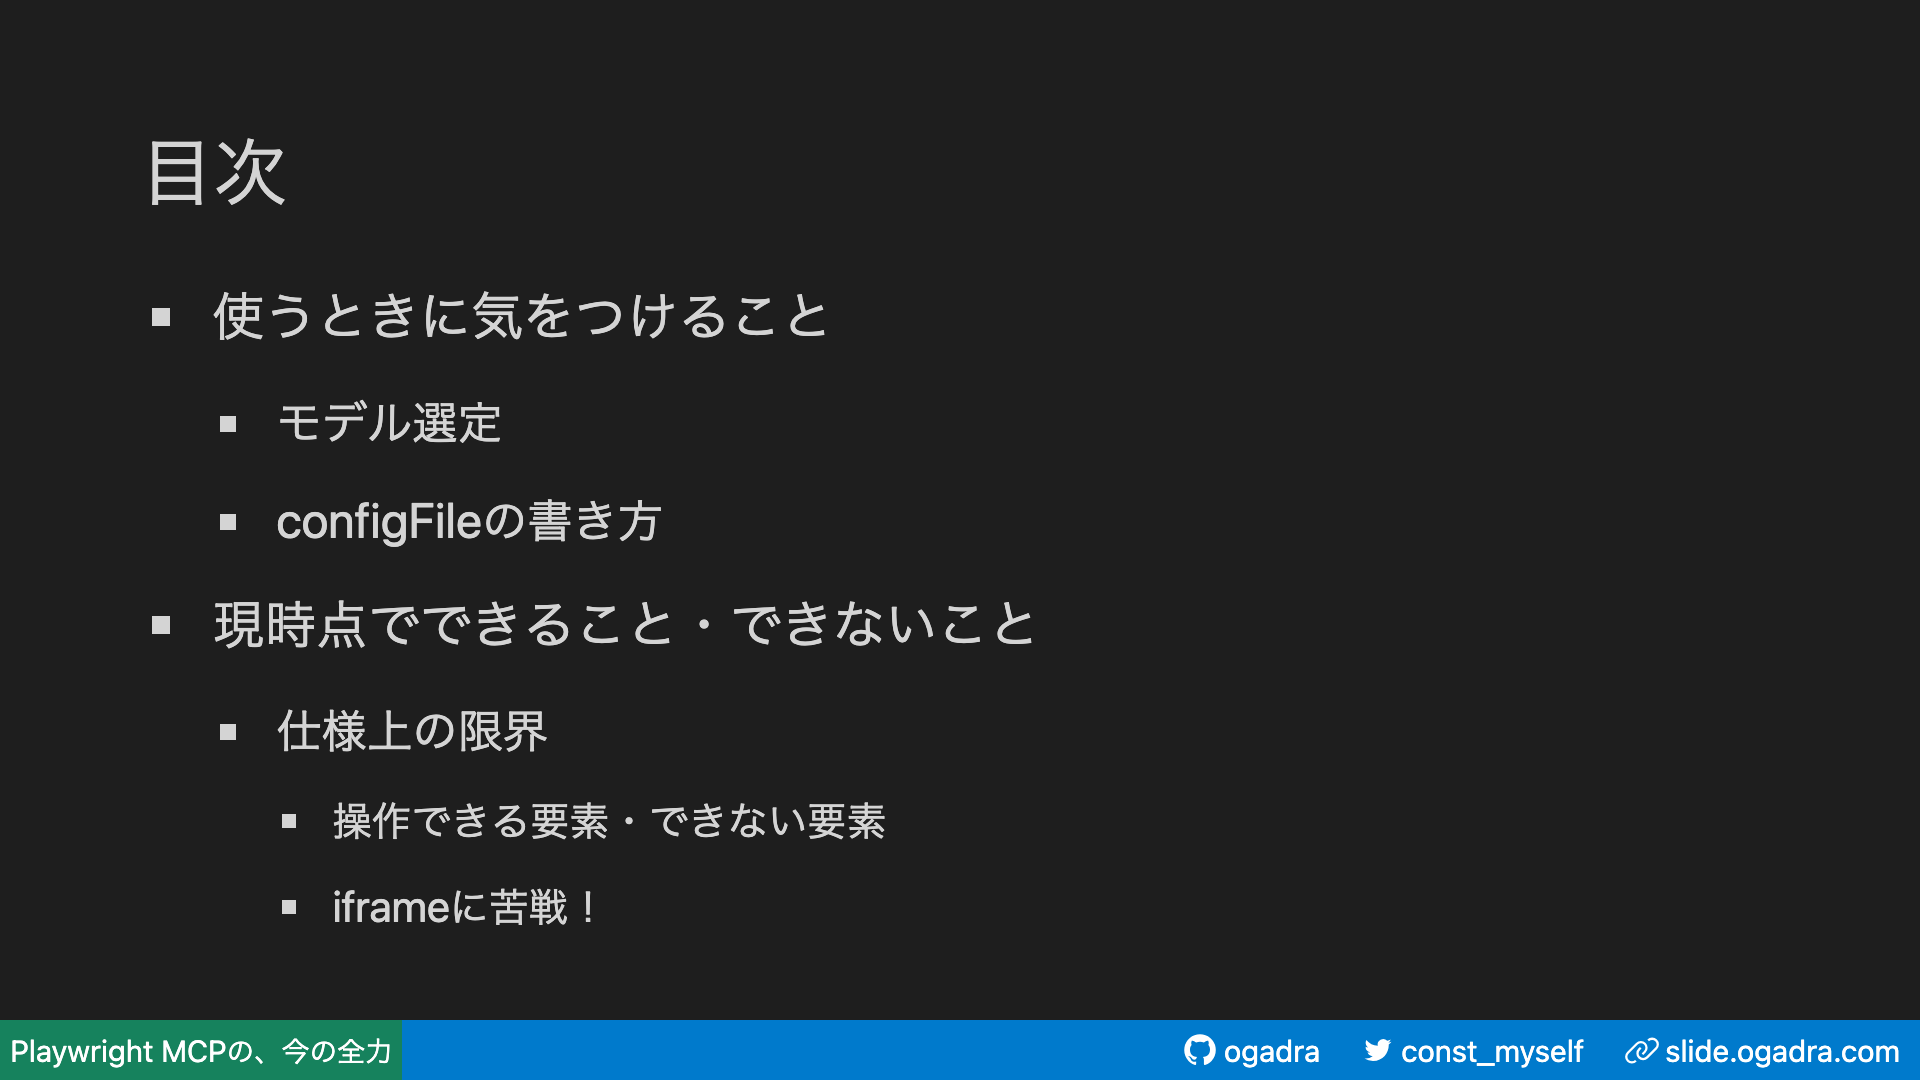 目次
使うときに気をつけること
モデル選定
configFileの書き方
現時点でできること・できないこと
仕様上の限界
操作できる要素・できない要素
iframeに苦戦！
Playwright MCPの、今の全力
ogadra
const_myself
slide.ogadra.com